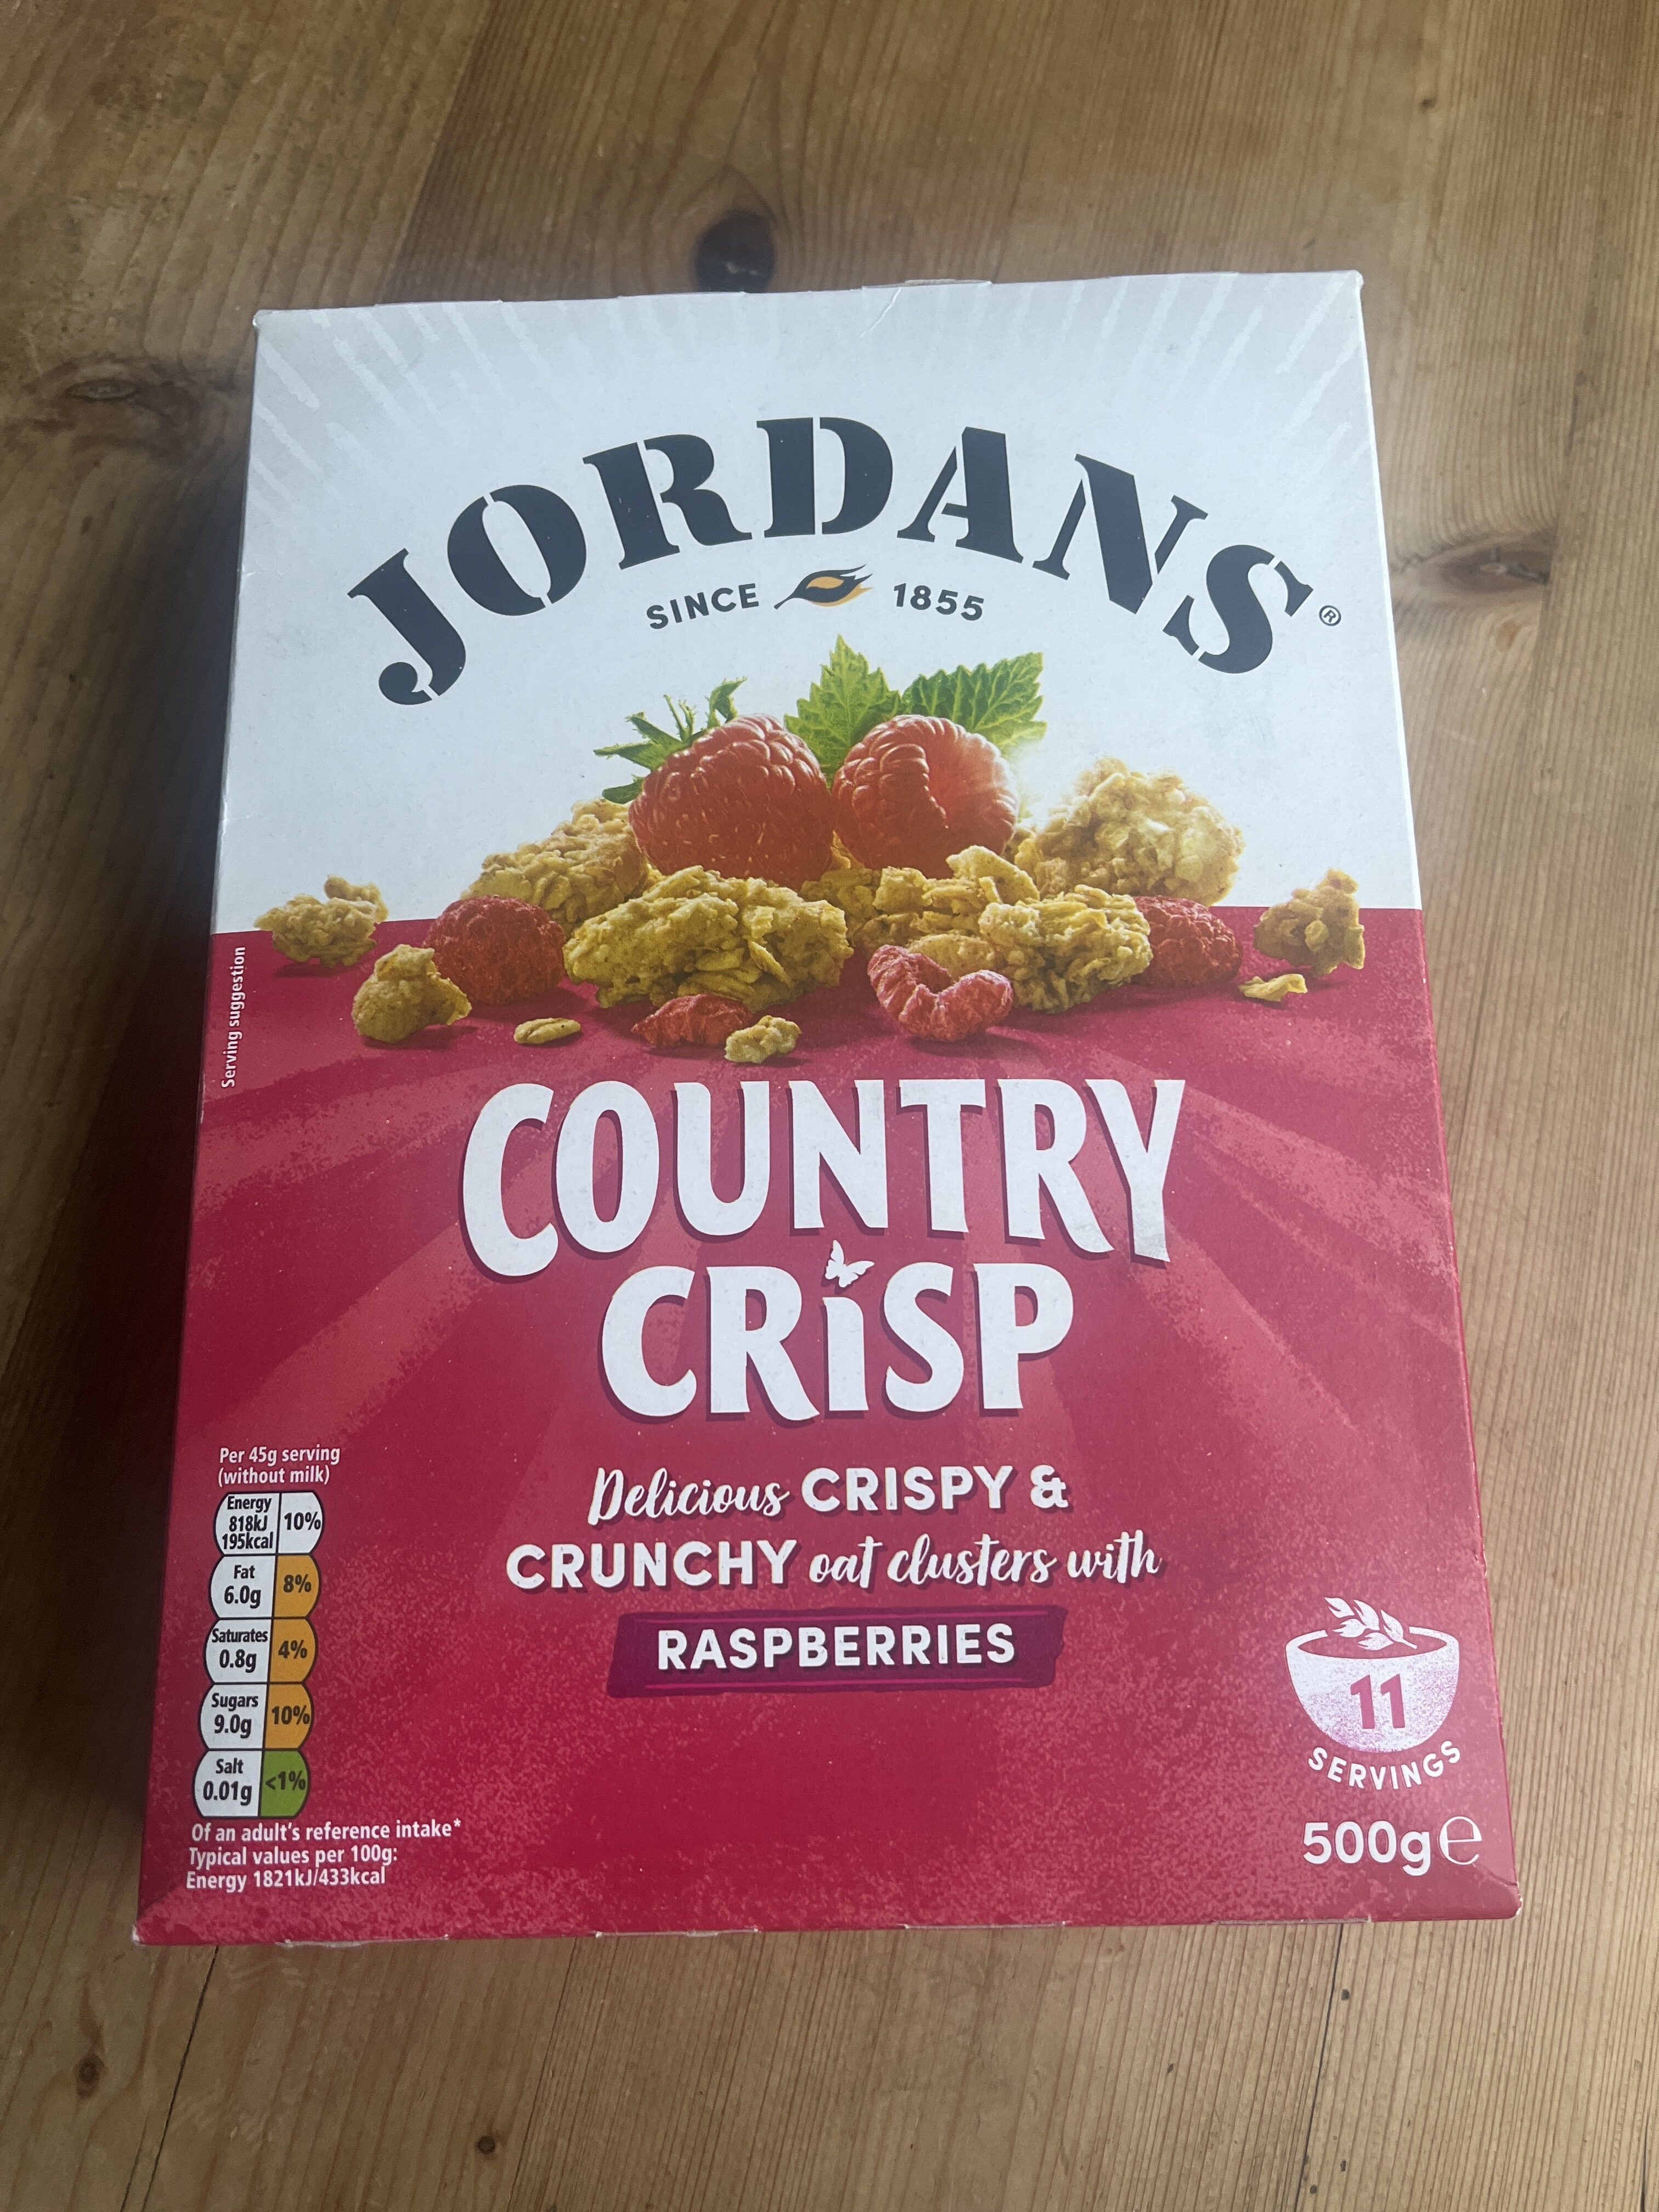 JORDANS®
SINCE 1855
Serving suggestion
COUNTRY
CRiSP
Delicious CRISPY &
CRUNCHY oat clusters with
RASPBERRIES
Per 45g serving
(without milk)
Energy
818kJ
195kcal
10%
Fat
6.0g
8%
Saturates
0.8g
4%
Sugars
9.0g
10%
Salt
0.01g
<1%
Of an adult's reference intake*
Typical values per 100g:
Energy 1821kJ/433kcal
11
SERVINGS
500g℮